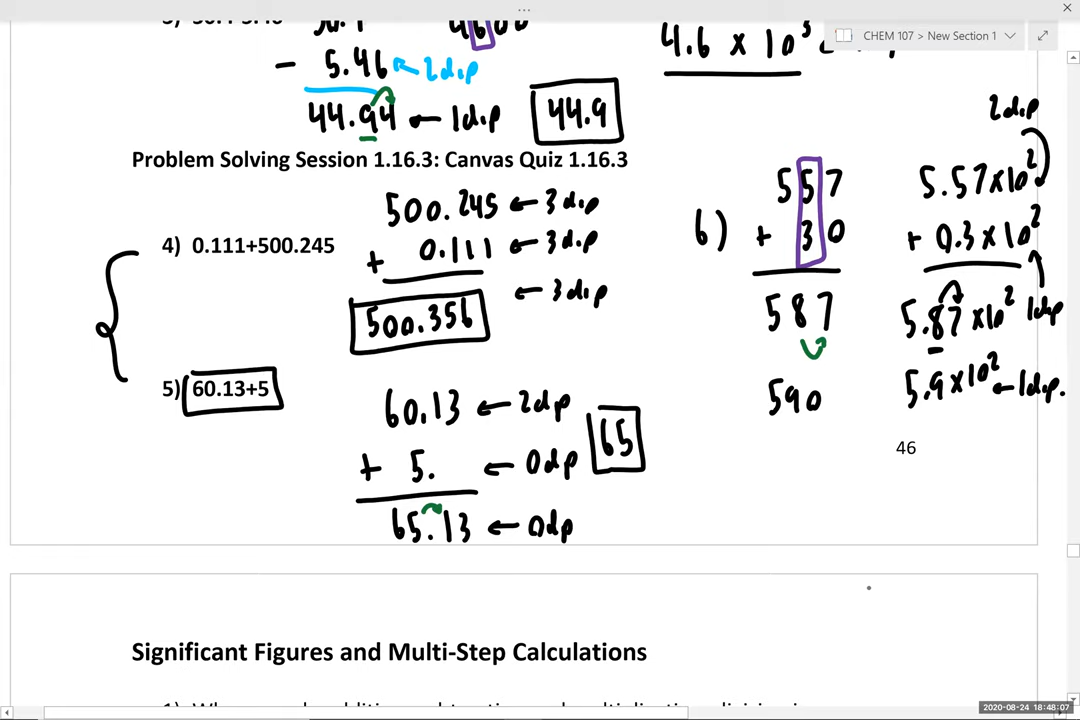 CHEM 107 > New Section 1
- 5.46 ← 2dp
44.94 ← 1dp
44.9
4.6 x 10³
Problem Solving Session 1.16.3: Canvas Quiz 1.16.3
4) 0.111+500.245
500.245 ← 3dp
+ 0.111 ← 3dp
← 3dp
500.356
5) 60.13+5
60.13 ← 2dp
+ 5. ← 0dp
65.13 ← 0dp
65
6)
557
+ 30
587
590
2dp
5.57x10²
+ 0.3x10²
1dp
5.87x10²
5.9x10² ← 1dp.
46
Significant Figures and Multi-Step Calculations
2020-08-24 18:48:07